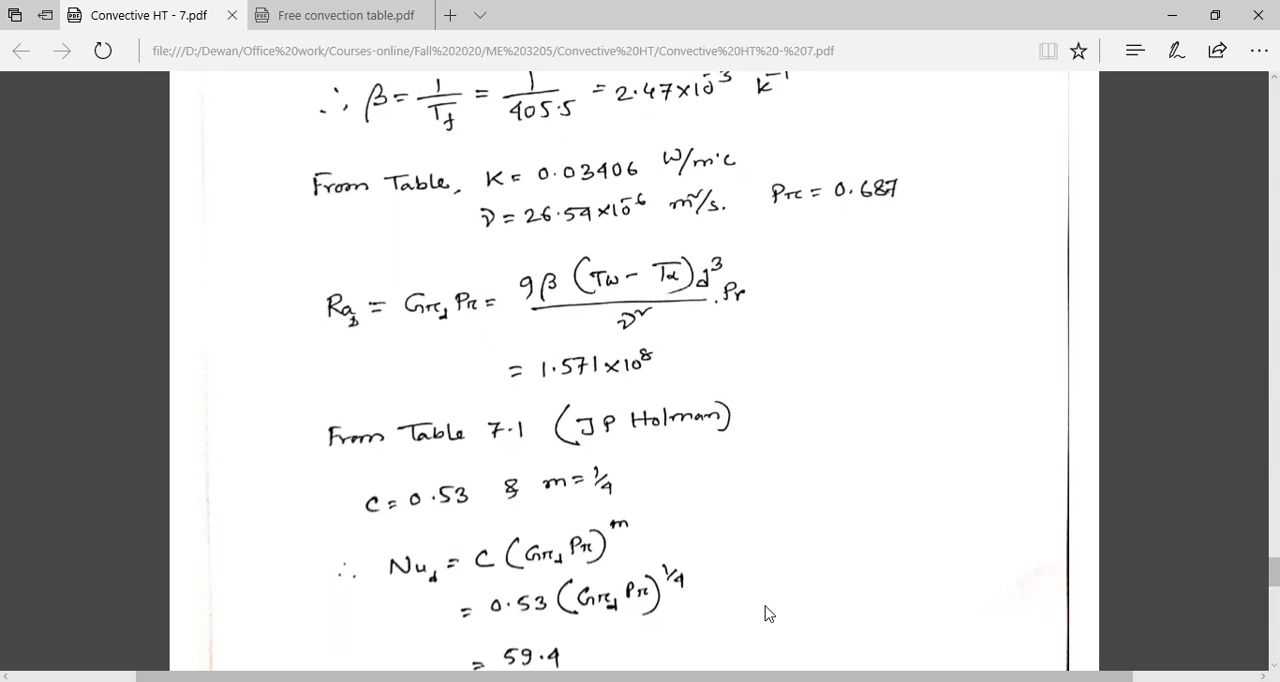 Convective HT - 7.pdf
Free convection table.pdf
file:///D:/Dewan/Office%20work/Courses-online/Fall%202020/ME%203205/Convective%20HT/Convective%20HT%20-%207.pdf
∴ β = 1/T_f = 1/405.5 = 2.47×10⁻³ K⁻¹
From Table, K = 0.03406 W/m°C
ν = 26.54×10⁻⁶ m²/s. Pr = 0.687
Ra_d = Gr_d Pr = gβ (Tw - T∞)d³/ν² . Pr
= 1.571×10⁸
From Table 7.1 (J P Holman)
C = 0.53 & m = 1/4
∴ Nu_d = C (Gr_d Pr)^m
= 0.53 (Gr_d Pr)^1/4
= 59.4